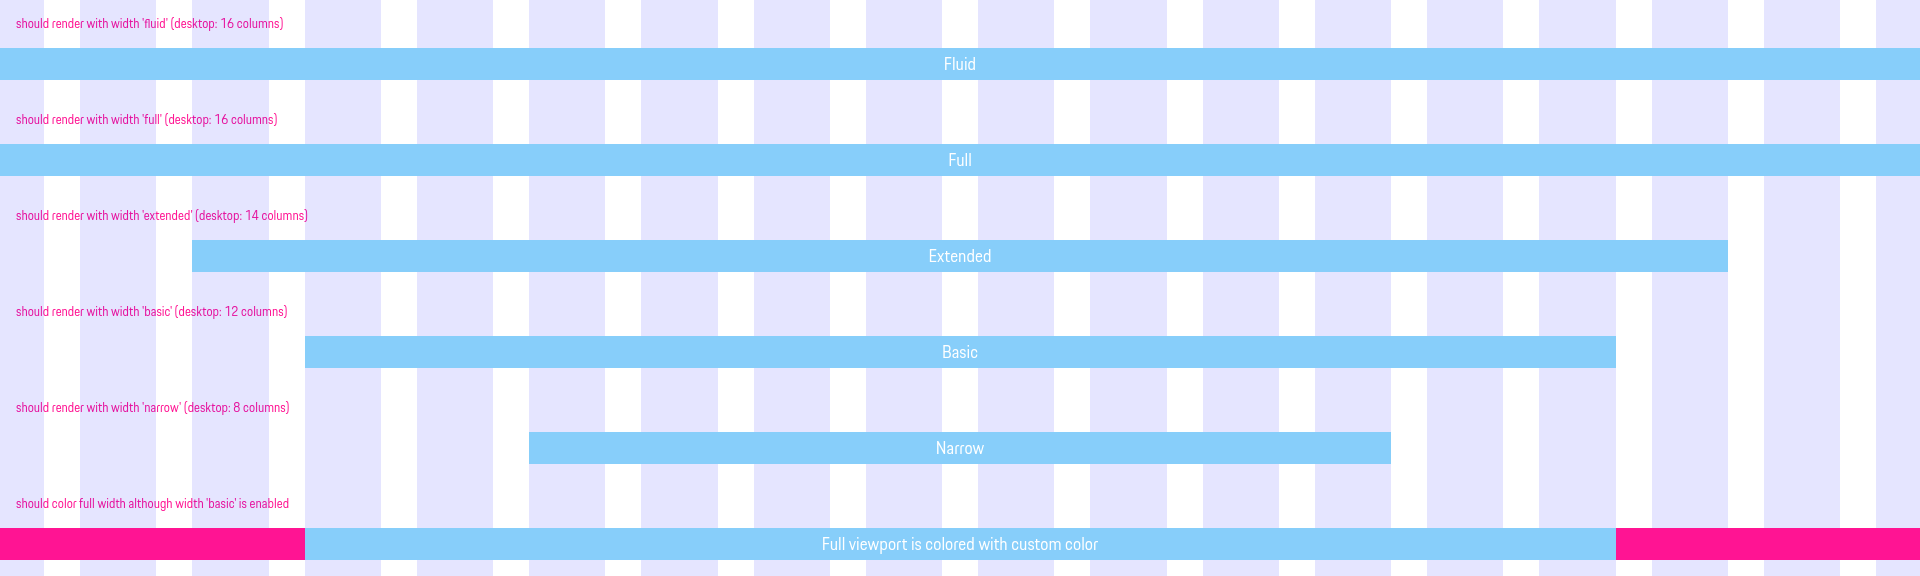 should render with width 'fluid' (desktop: 16 columns)
Fluid
should render with width 'full' (desktop: 16 columns)
Full
should render with width 'extended' (desktop: 14 columns)
Extended
should render with width 'basic' (desktop: 12 columns)
Basic
should render with width 'narrow' (desktop: 8 columns)
Narrow
should color full width although width 'basic' is enabled
Full viewport is colored with custom color